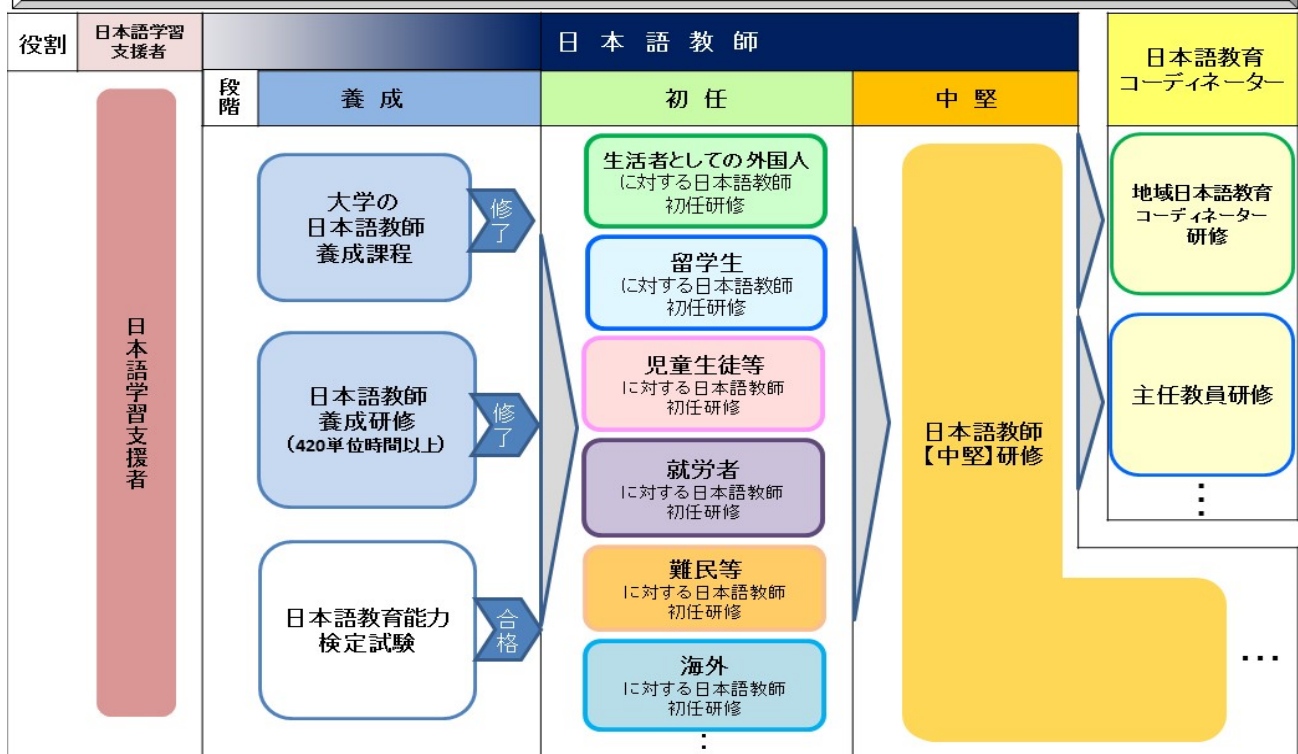 役割
日本語学習
支援者
日本語教師
日本語教育
コーディネーター
段階
養成
初任
中堅
日本語学習支援者
大学の
日本語教師
養成課程
修了
日本語教師
養成研修
(420単位時間以上)
修了
日本語教育能力
検定試験
合格
生活者としての外国人
に対する日本語教師
初任研修
留学生
に対する日本語教師
初任研修
児童生徒等
に対する日本語教師
初任研修
就労者
に対する日本語教師
初任研修
難民等
に対する日本語教師
初任研修
海外
に対する日本語教師
初任研修
⋮
日本語教師
【中堅】研修
地域日本語教育
コーディネーター
研修
主任教員研修
⋮
…